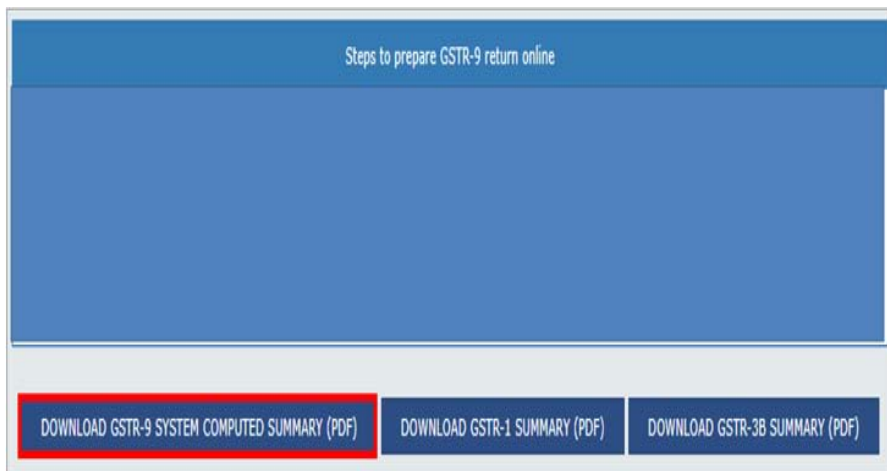 Steps to prepare GSTR-9 return online
DOWNLOAD GSTR-9 SYSTEM COMPUTED SUMMARY (PDF)
DOWNLOAD GSTR-1 SUMMARY (PDF)
DOWNLOAD GSTR-3B SUMMARY (PDF)